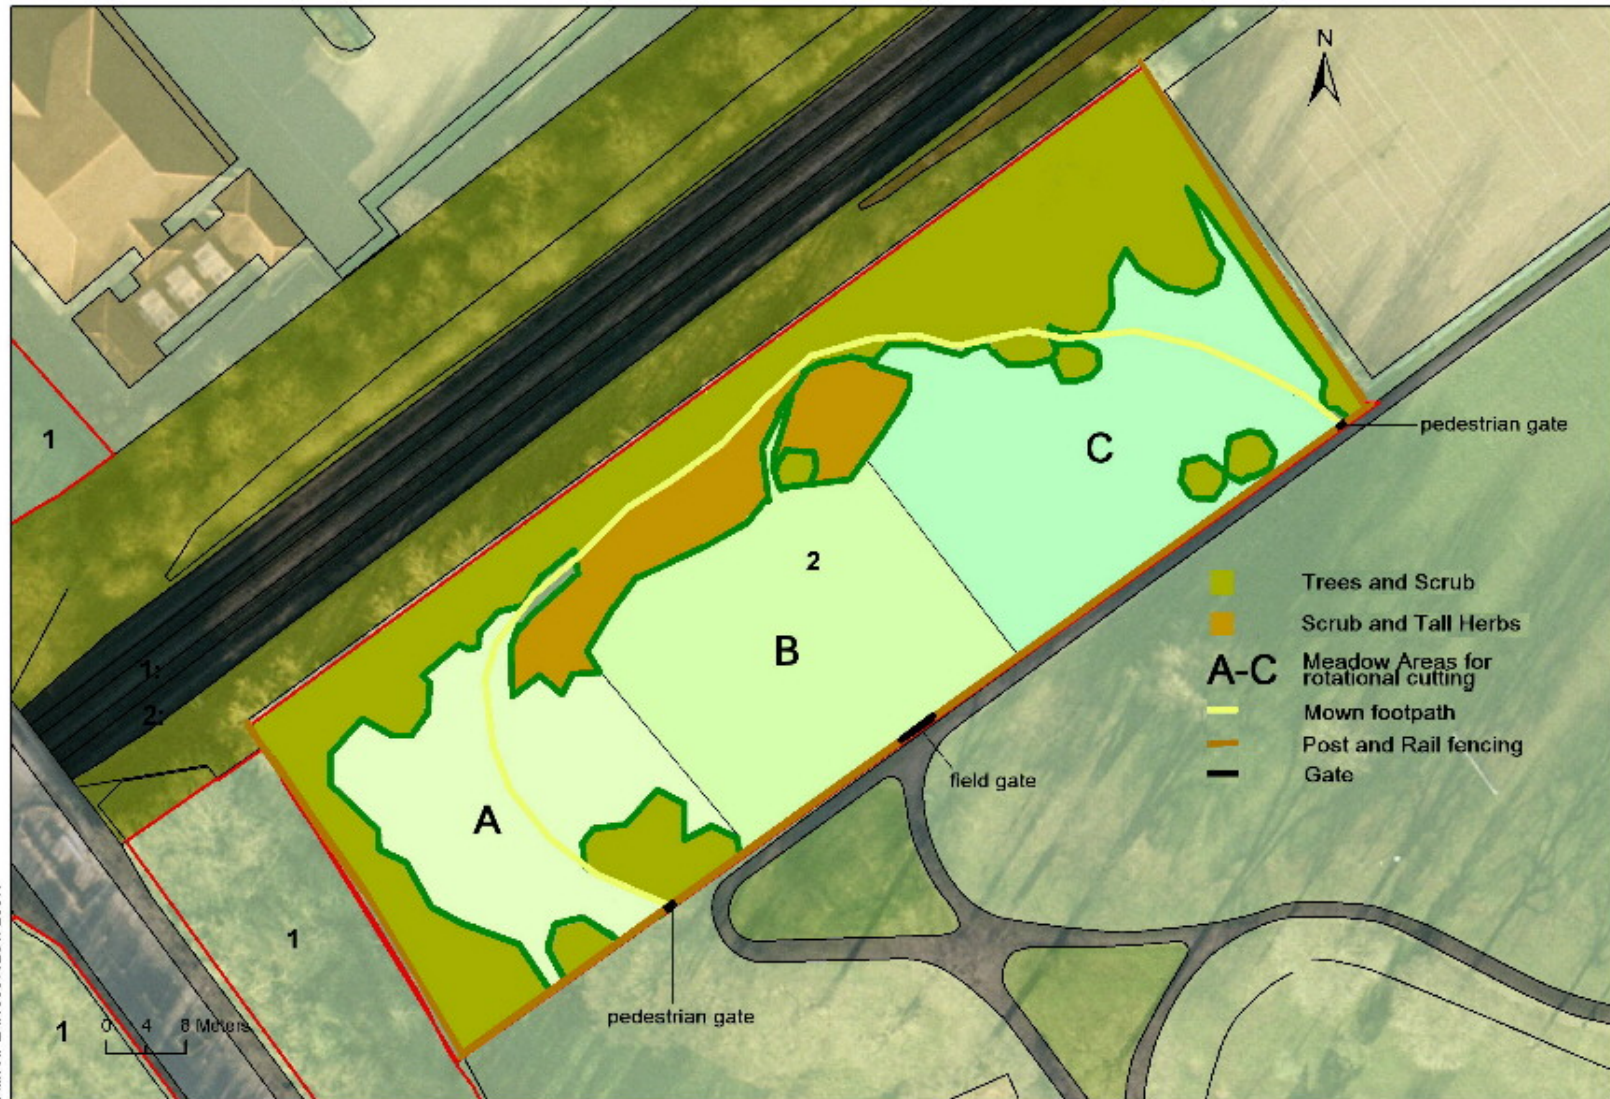 N
1
pedestrian gate
C
2
Trees and Scrub
Scrub and Tall Herbs
B
A-C
Meadow Areas for
rotational cutting
1:
2:
Mown footpath
Post and Rail fencing
Gate
field gate
A
1
pedestrian gate
1
0 4 8 Meters